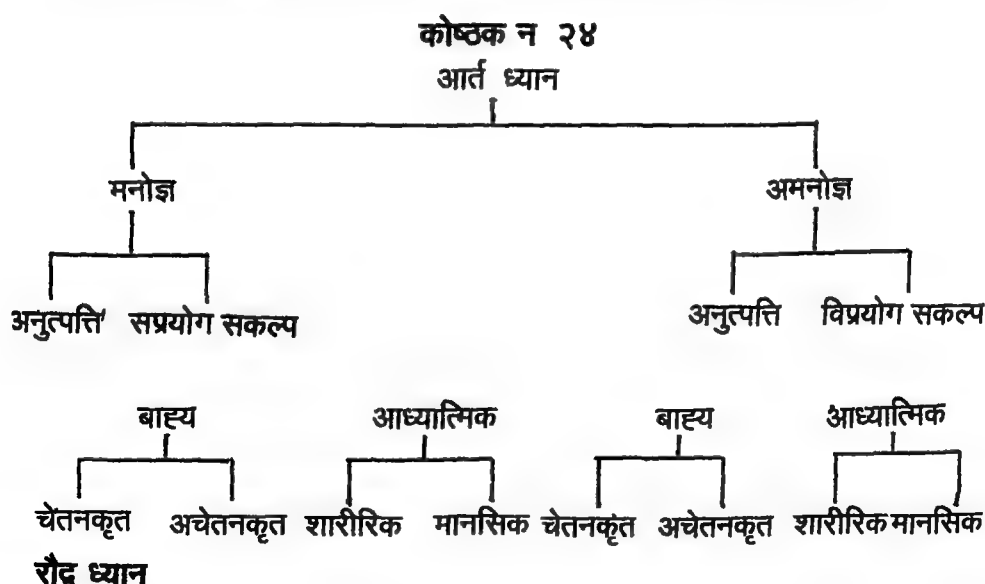 कोष्ठक न २४
आर्त ध्यान
मनोज्ञ अमनोज्ञ
अनुत्पत्ति' सप्रयोग सकल्प अनुत्पत्ति विप्रयोग सकल्प
बाह्य आध्यात्मिक बाह्य आध्यात्मिक
चेतनकृत अचेतनकृत शारीरिक मानसिक चेतनकृत अचेतनकृत शारीरिक मानसिक
रौद्र ध्यान